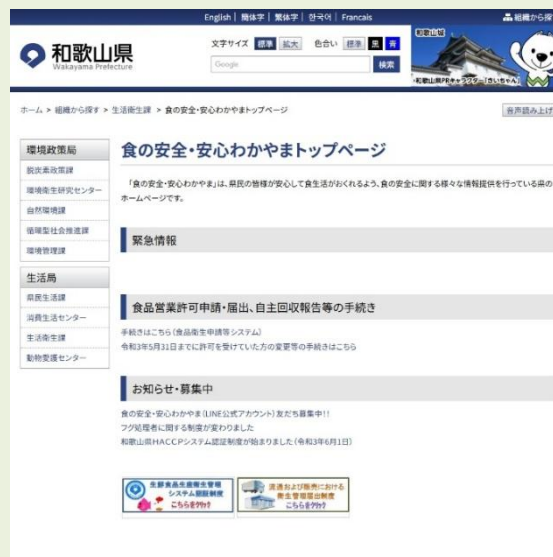 English｜簡体字｜繁体字｜한국어｜Francais
組織から探
和歌山県
Wakayama Prefecture
文字サイズ 標準 拡大 色合い 標準 黒 青
Google
検索
和歌山城
和歌山県PRキャラクター「きいちゃん」
ホーム > 組織から探す > 生活衛生課 > 食の安全・安心わかやまトップページ
音声読み上げ
環境政策局
脱炭素政策課
環境衛生研究センター
自然環境課
循環型社会推進課
環境管理課
生活局
県民生活課
消費生活センター
生活衛生課
動物愛護センター
食の安全・安心わかやまトップページ
「食の安全・安心わかやま」は、県民の皆様が安心して食生活がおくれるよう、食の安全に関する様々な情報提供を行っている県の
ホームページです。
緊急情報
食品営業許可申請・届出、自主回収報告等の手続き
手続きはこちら（食品衛生申請等システム）
令和3年5月31日までに許可を受けていた方の変更等の手続きはこちら
お知らせ・募集中
食の安全・安心わかやま（LINE公式アカウント）友だち募集中!!
フグ処理者に関する制度が変わりました
和歌山県HACCPシステム認証制度が始まりました（令和3年6月1日）
生鮮食品生産衛生管理
システム認証制度
こちらをクリック
流通および販売における
衛生管理届出制度
こちらをクリック